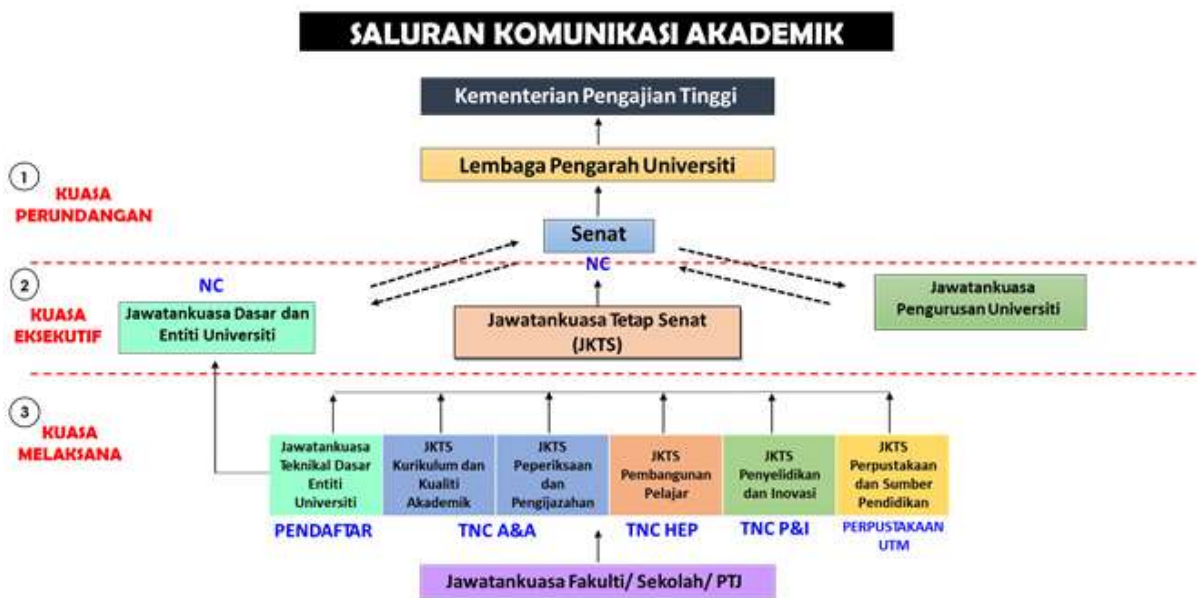 SALURAN KOMUNIKASI AKADEMIK
Kementerian Pengajian Tinggi
Lembaga Pengarah Universiti
1
KUASA
PERUNDANGAN
Senat
NC
2
KUASA
EKSEKUTIF
NC
Jawatankuasa Dasar dan
Entiti Universiti
Jawatankuasa Tetap Senat
(JKTS)
Jawatankuasa
Pengurusan Universiti
3
KUASA
MELAKSANA
Jawatankuasa
Teknikal Dasar
Entiti
Universiti
JKTS
Kurikulum dan
Kualiti
Akademik
JKTS
Peperiksaan
dan
Pengijazahan
JKTS
Pembangunan
Pelajar
JKTS
Penyelidikan
dan Inovasi
JKTS
Perpustakaan
dan Sumber
Pendidikan
PENDAFTAR
TNC A&A
TNC HEP
TNC P&I
PERPUSTAKAAN
UTM
Jawatankuasa Fakulti/ Sekolah/ PTJ